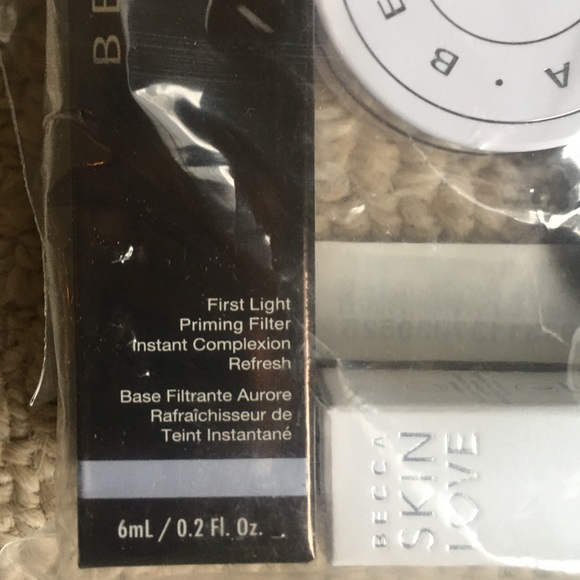 BE
B E
A
First Light
Priming Filter
Instant Complexion
Refresh
Base Filtrante Aurore
Rafraîchisseur de
Teint Instantané
6mL / 0.2 Fl. Oz.
BECCA
SKIN
LOVE